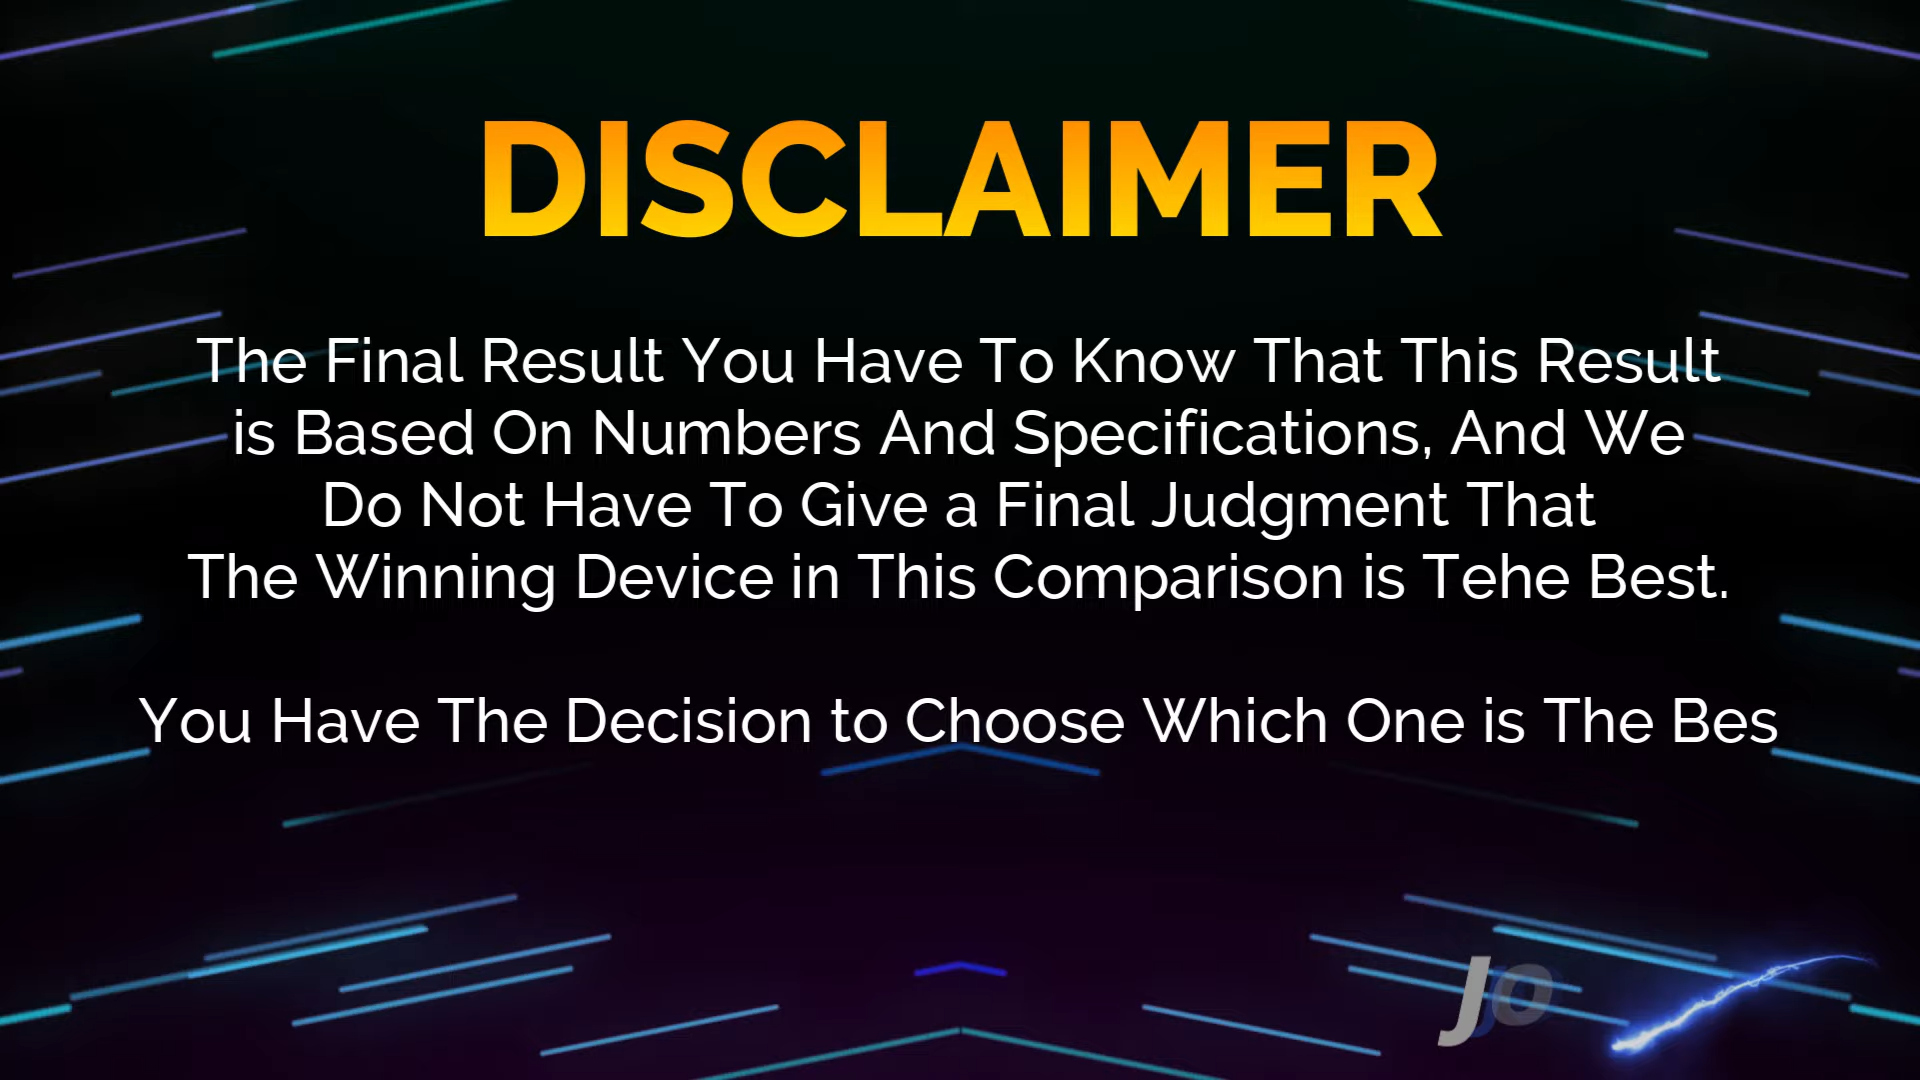 DISCLAIMER
The Final Result You Have To Know That This Result
is Based On Numbers And Specifications, And We
Do Not Have To Give a Final Judgment That
The Winning Device in This Comparison is Tehe Best.
You Have The Decision to Choose Which One is The Bes
JO